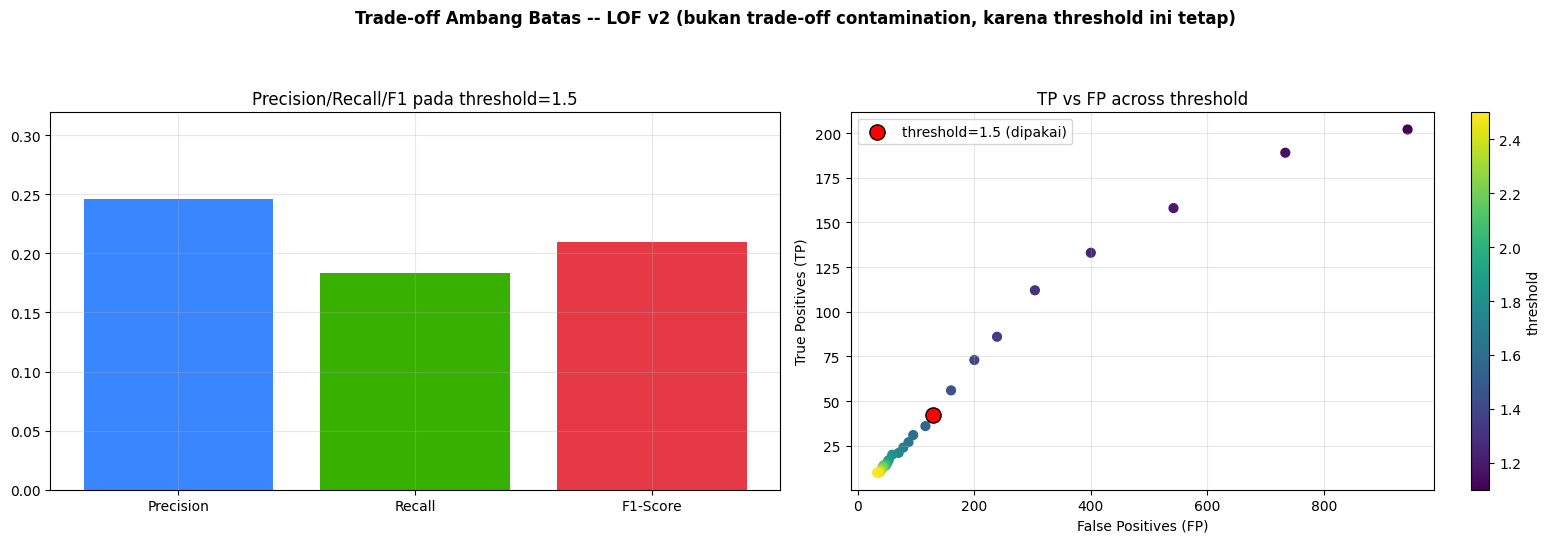 Trade-off Ambang Batas -- LOF v2 (bukan trade-off contamination, karena threshold ini tetap)
Precision/Recall/F1 pada threshold=1.5
0.30
0.25
0.20
0.15
0.10
0.05
0.00
Precision
Recall
F1-Score
TP vs FP across threshold
threshold=1.5 (dipakai)
True Positives (TP)
200
175
150
125
100
75
50
25
0
200
400
600
800
False Positives (FP)
2.4
2.2
2.0
1.8
1.6
1.4
1.2
threshold